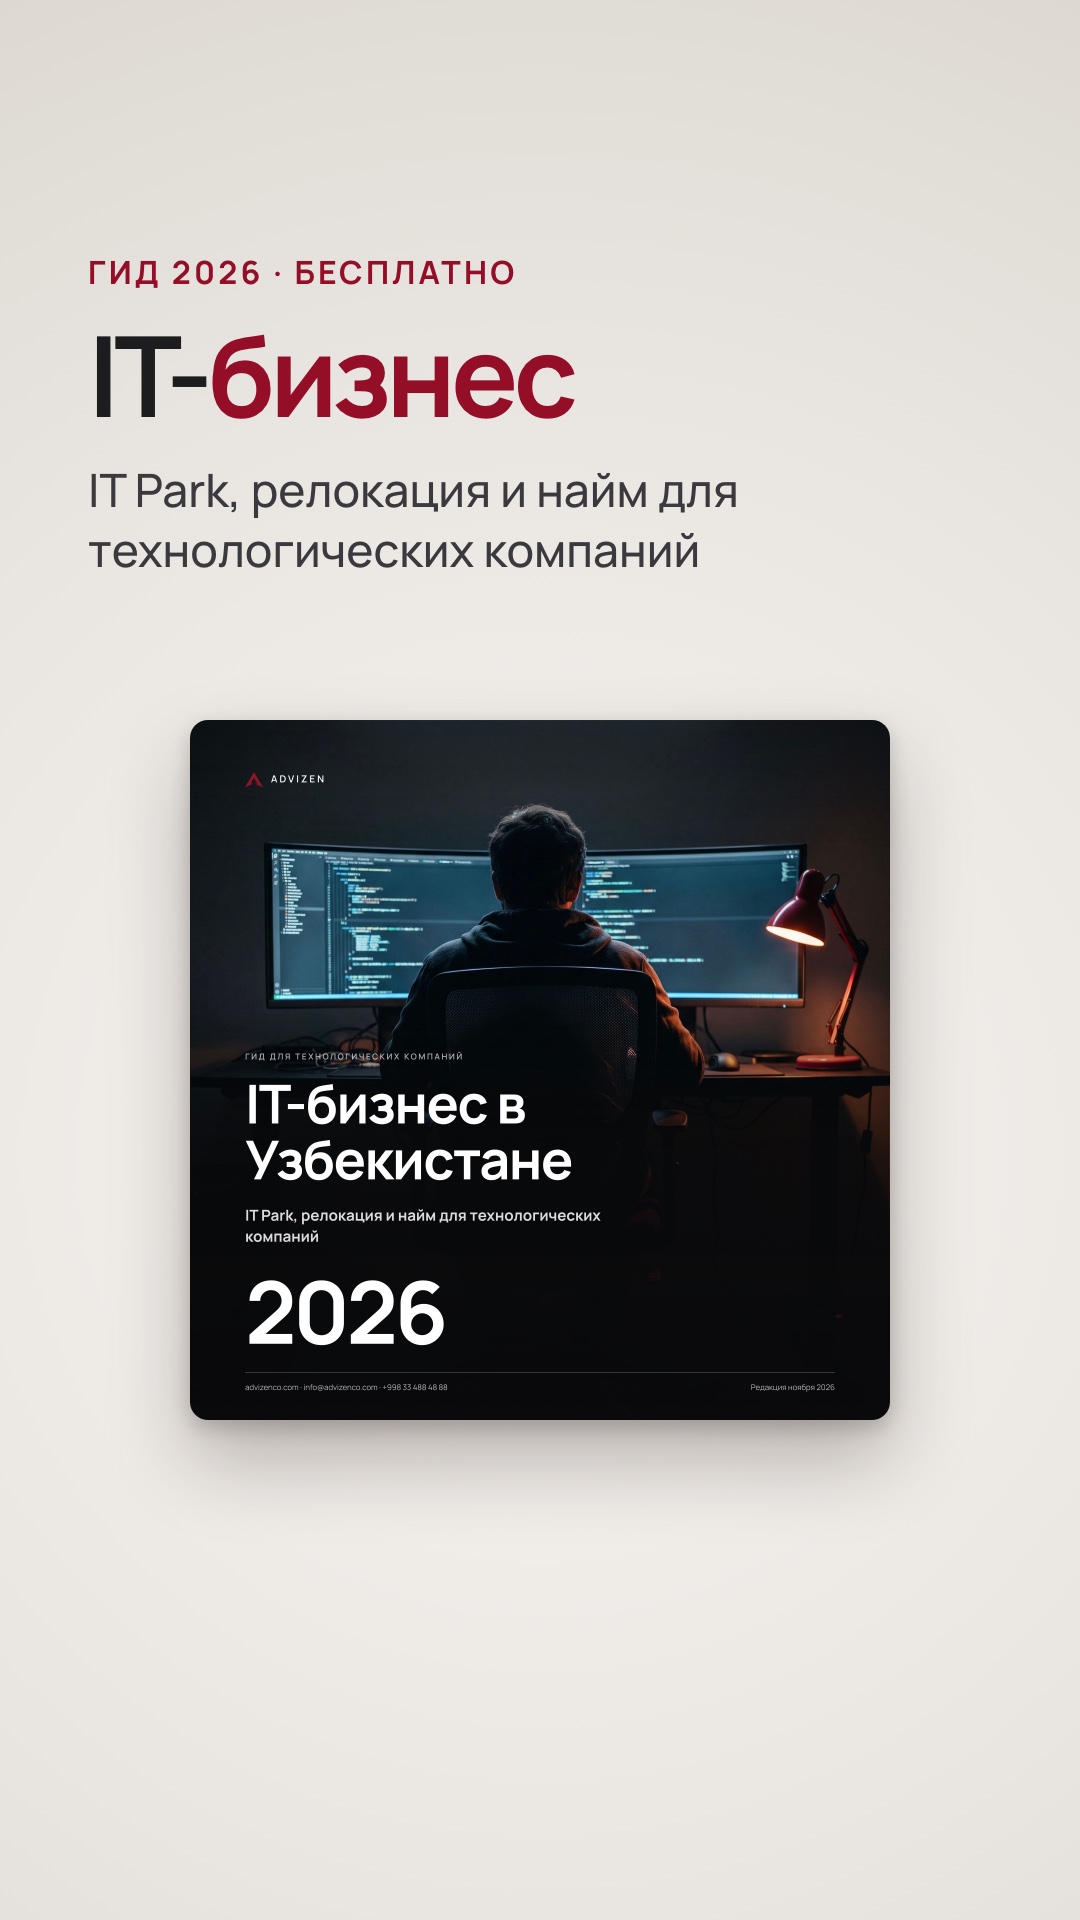 ГИД 2026 · БЕСПЛАТНО
IT-бизнес
IT Park, релокация и найм для
технологических компаний
ADVIZEN
ГИД ДЛЯ ТЕХНОЛОГИЧЕСКИХ КОМПАНИЙ
IT-бизнес в
Узбекистане
IT Park, релокация и найм для технологических
компаний
2026
advizenco.com · info@advizenco.com · +998 33 488 48 88
Редакция ноября 2026